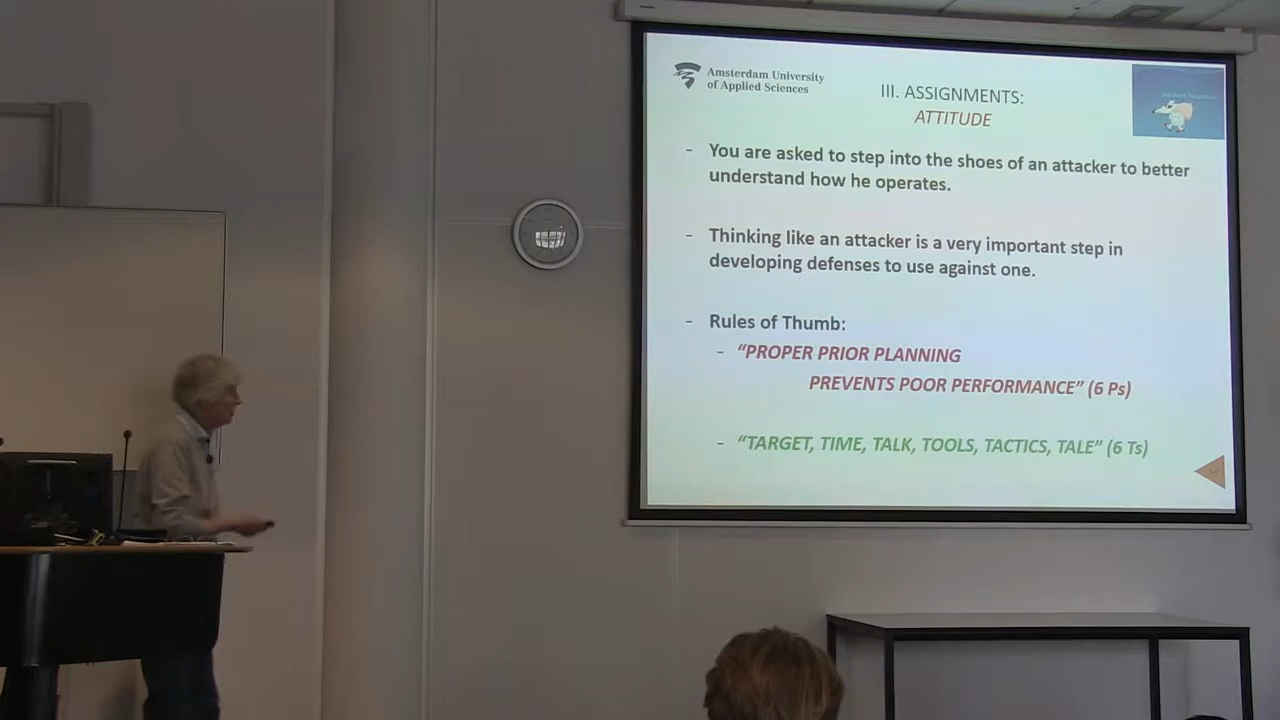 Amsterdam University
of Applied Sciences
III. ASSIGNMENTS:
ATTITUDE
- You are asked to step into the shoes of an attacker to better
understand how he operates.
- Thinking like an attacker is a very important step in
developing defenses to use against one.
- Rules of Thumb:
- “PROPER PRIOR PLANNING
PREVENTS POOR PERFORMANCE” (6 Ps)
- “TARGET, TIME, TALK, TOOLS, TACTICS, TALE” (6 Ts)